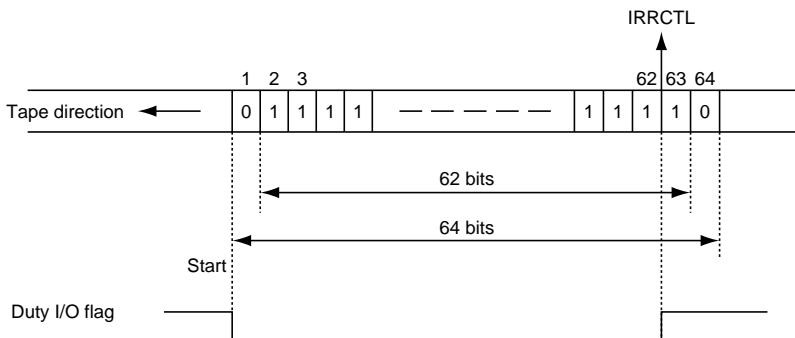 IRRCTL
1 2 3 62 63 64
Tape direction 0 1 1 1 1 1 1 1 1 0
62 bits
64 bits
Start
Duty I/O flag